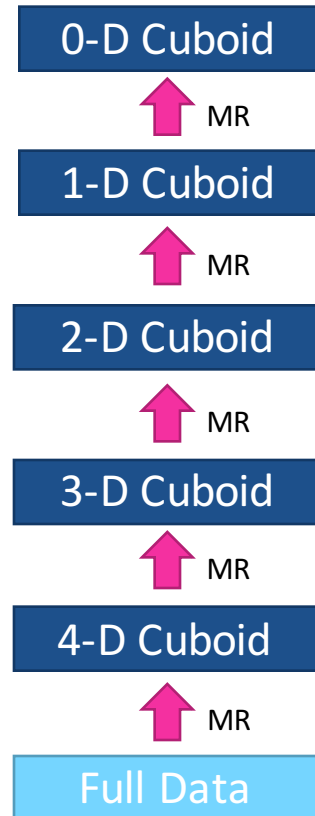 0-D Cuboid
MR
1-D Cuboid
MR
2-D Cuboid
MR
3-D Cuboid
MR
4-D Cuboid
MR
Full Data